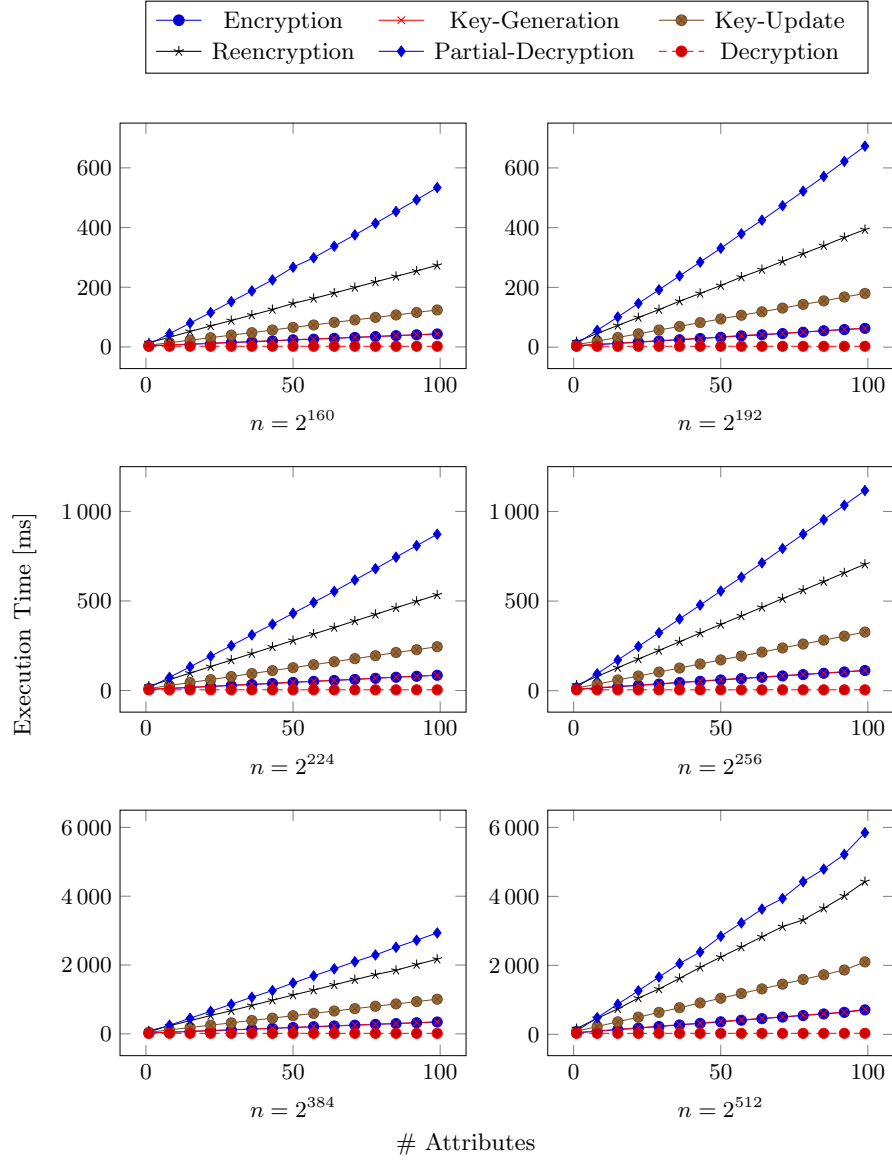 Encryption Key-Generation Key-Update
Reencryption Partial-Decryption Decryption
600
400
200
0
0 50 100
n = 2^160
600
400
200
0
0 50 100
n = 2^192
Execution Time [ms]
1 000
500
0
0 50 100
n = 2^224
1 000
500
0
0 50 100
n = 2^256
6 000
4 000
2 000
0
0 50 100
n = 2^384
6 000
4 000
2 000
0
0 50 100
n = 2^512
# Attributes